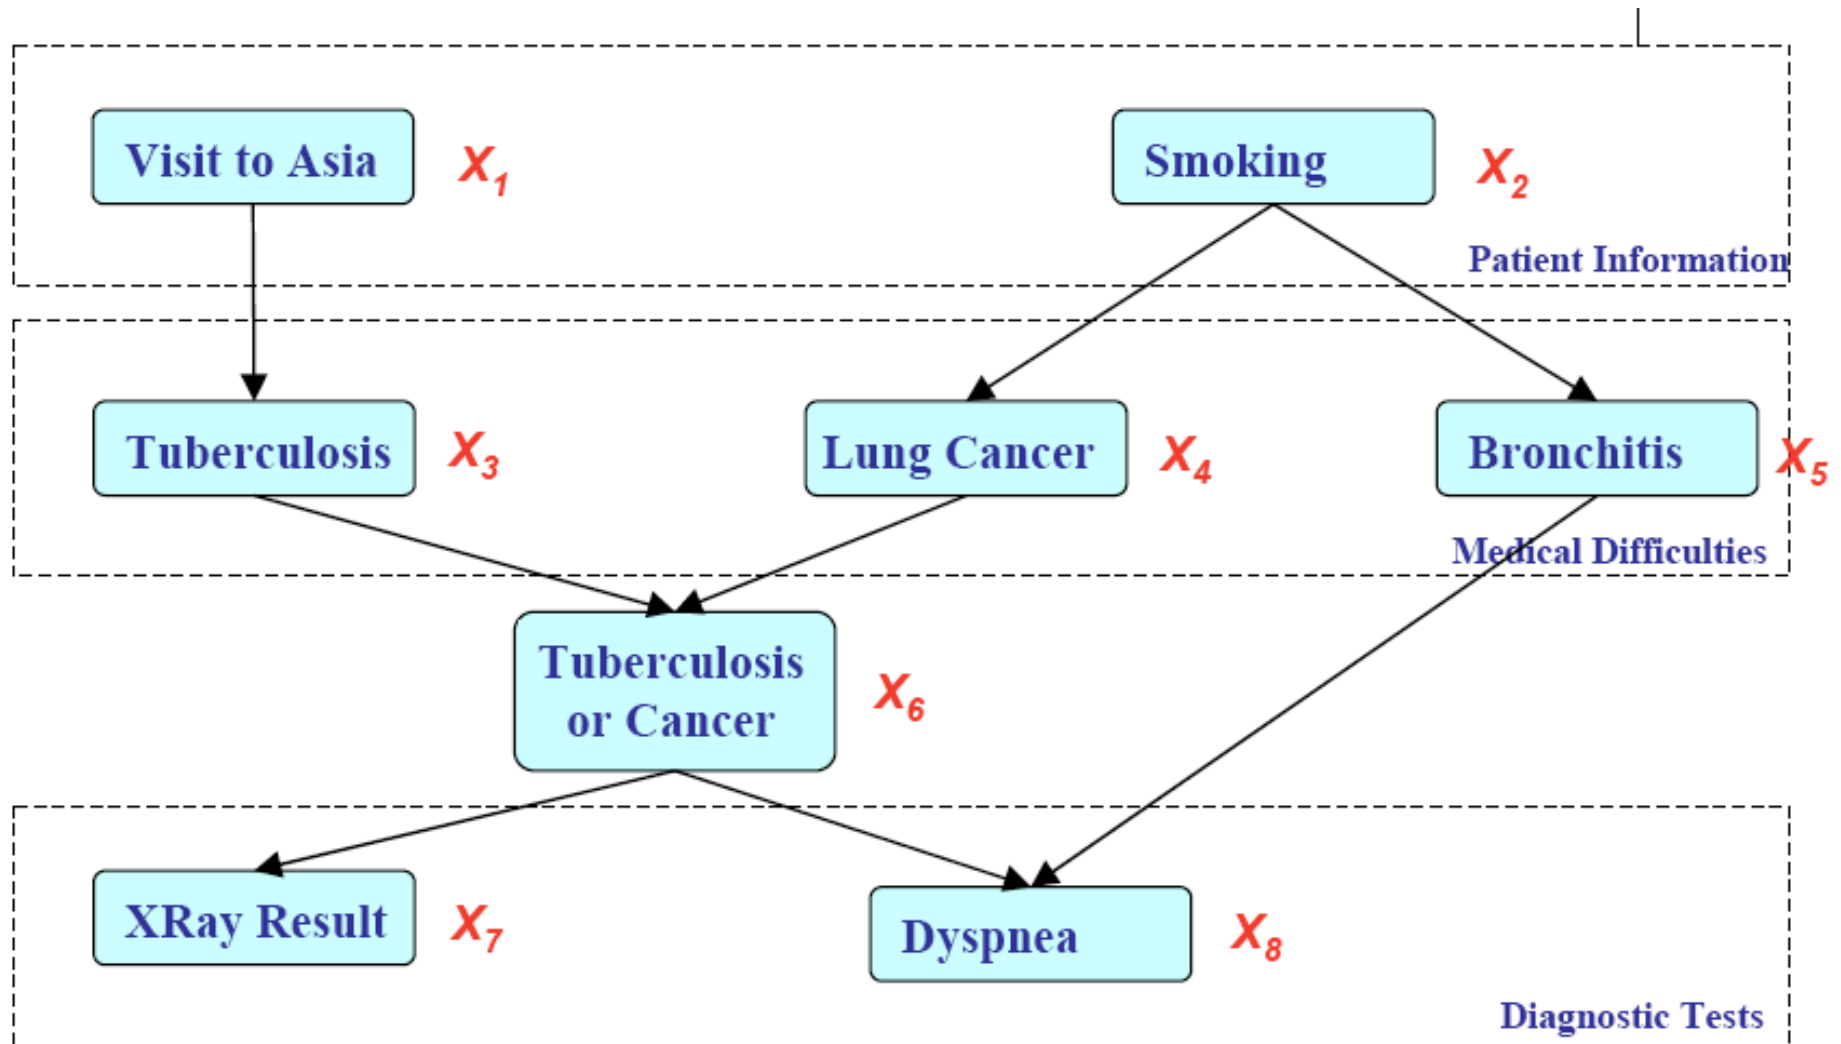 Visit to Asia
X1
Smoking
X2
Patient Information
Tuberculosis
X3
Lung Cancer
X4
Bronchitis
X5
Medical Difficulties
Tuberculosis
or Cancer
X6
XRay Result
X7
Dyspnea
X8
Diagnostic Tests